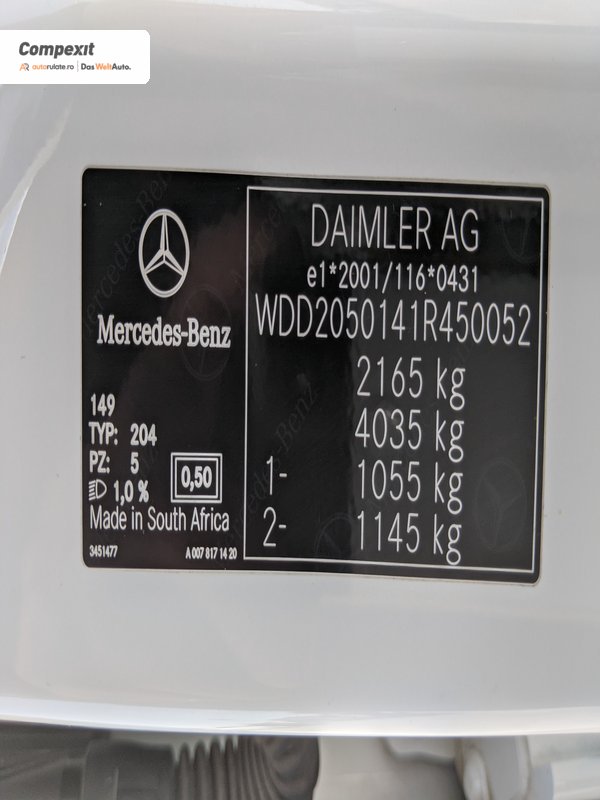 Compexit
AR autorulate.ro | Das WeltAuto.
DAIMLER AG
e1*2001/116*0431
WDD2050141R450052
2165 kg
4035 kg
1- 1055 kg
2- 1145 kg
Mercedes-Benz
149
TYP: 204
PZ: 5
1,0 %
0,50
Made in South Africa
3451477
A 007 817 14 20